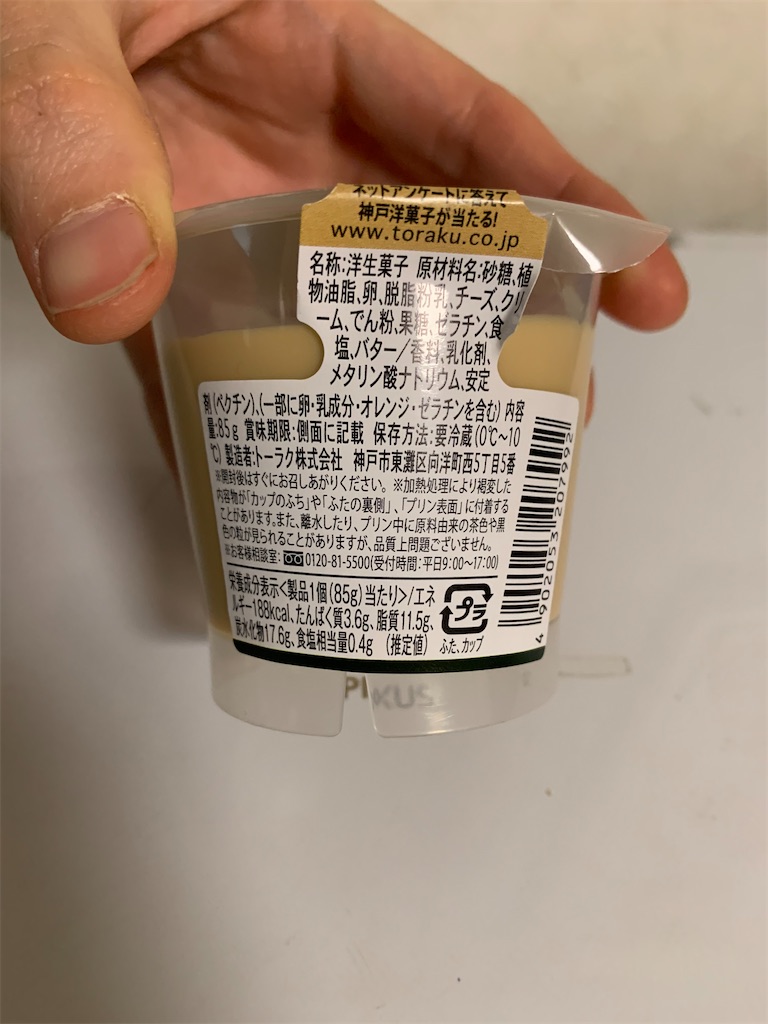 ネットアンケートに答えて
神戸洋菓子が当たる!
www.toraku.co.jp
名称:洋生菓子 原材料名:砂糖、植
物油脂、卵、脱脂粉乳、チーズ、クリ
ーム、でん粉、果糖、ゼラチン、食
塩、バター/香料、乳化剤、
メタリン酸ナトリウム、安定
剤(ペクチン)、(一部に卵・乳成分・オレンジ・ゼラチンを含む) 内容
量:85g 賞味期限:側面に記載 保存方法:要冷蔵(0℃~10
℃) 製造者:トーラク株式会社 神戸市東灘区向洋町西5丁目5番
※開封後はすぐにお召しあがりください。※加熱処理により褐変した
内容物が「カップのふち」や「ふたの裏側」、「プリン表面」に付着する
ことがあります。また、離水したり、プリン中に原料由来の茶色や黒
色の粒が見られることがありますが、品質上問題ございません。
※お客様相談室:0120-81-5500(受付時間:平日9:00~17:00)
栄養成分表示<製品1個(85g)当たり>/エネ
ルギー188kcal、たんぱく質3.6g、脂質11.5g、
炭水化物17.6g、食塩相当量0.4g (推定値)
プラ
ふた、カップ
4 902053 207992